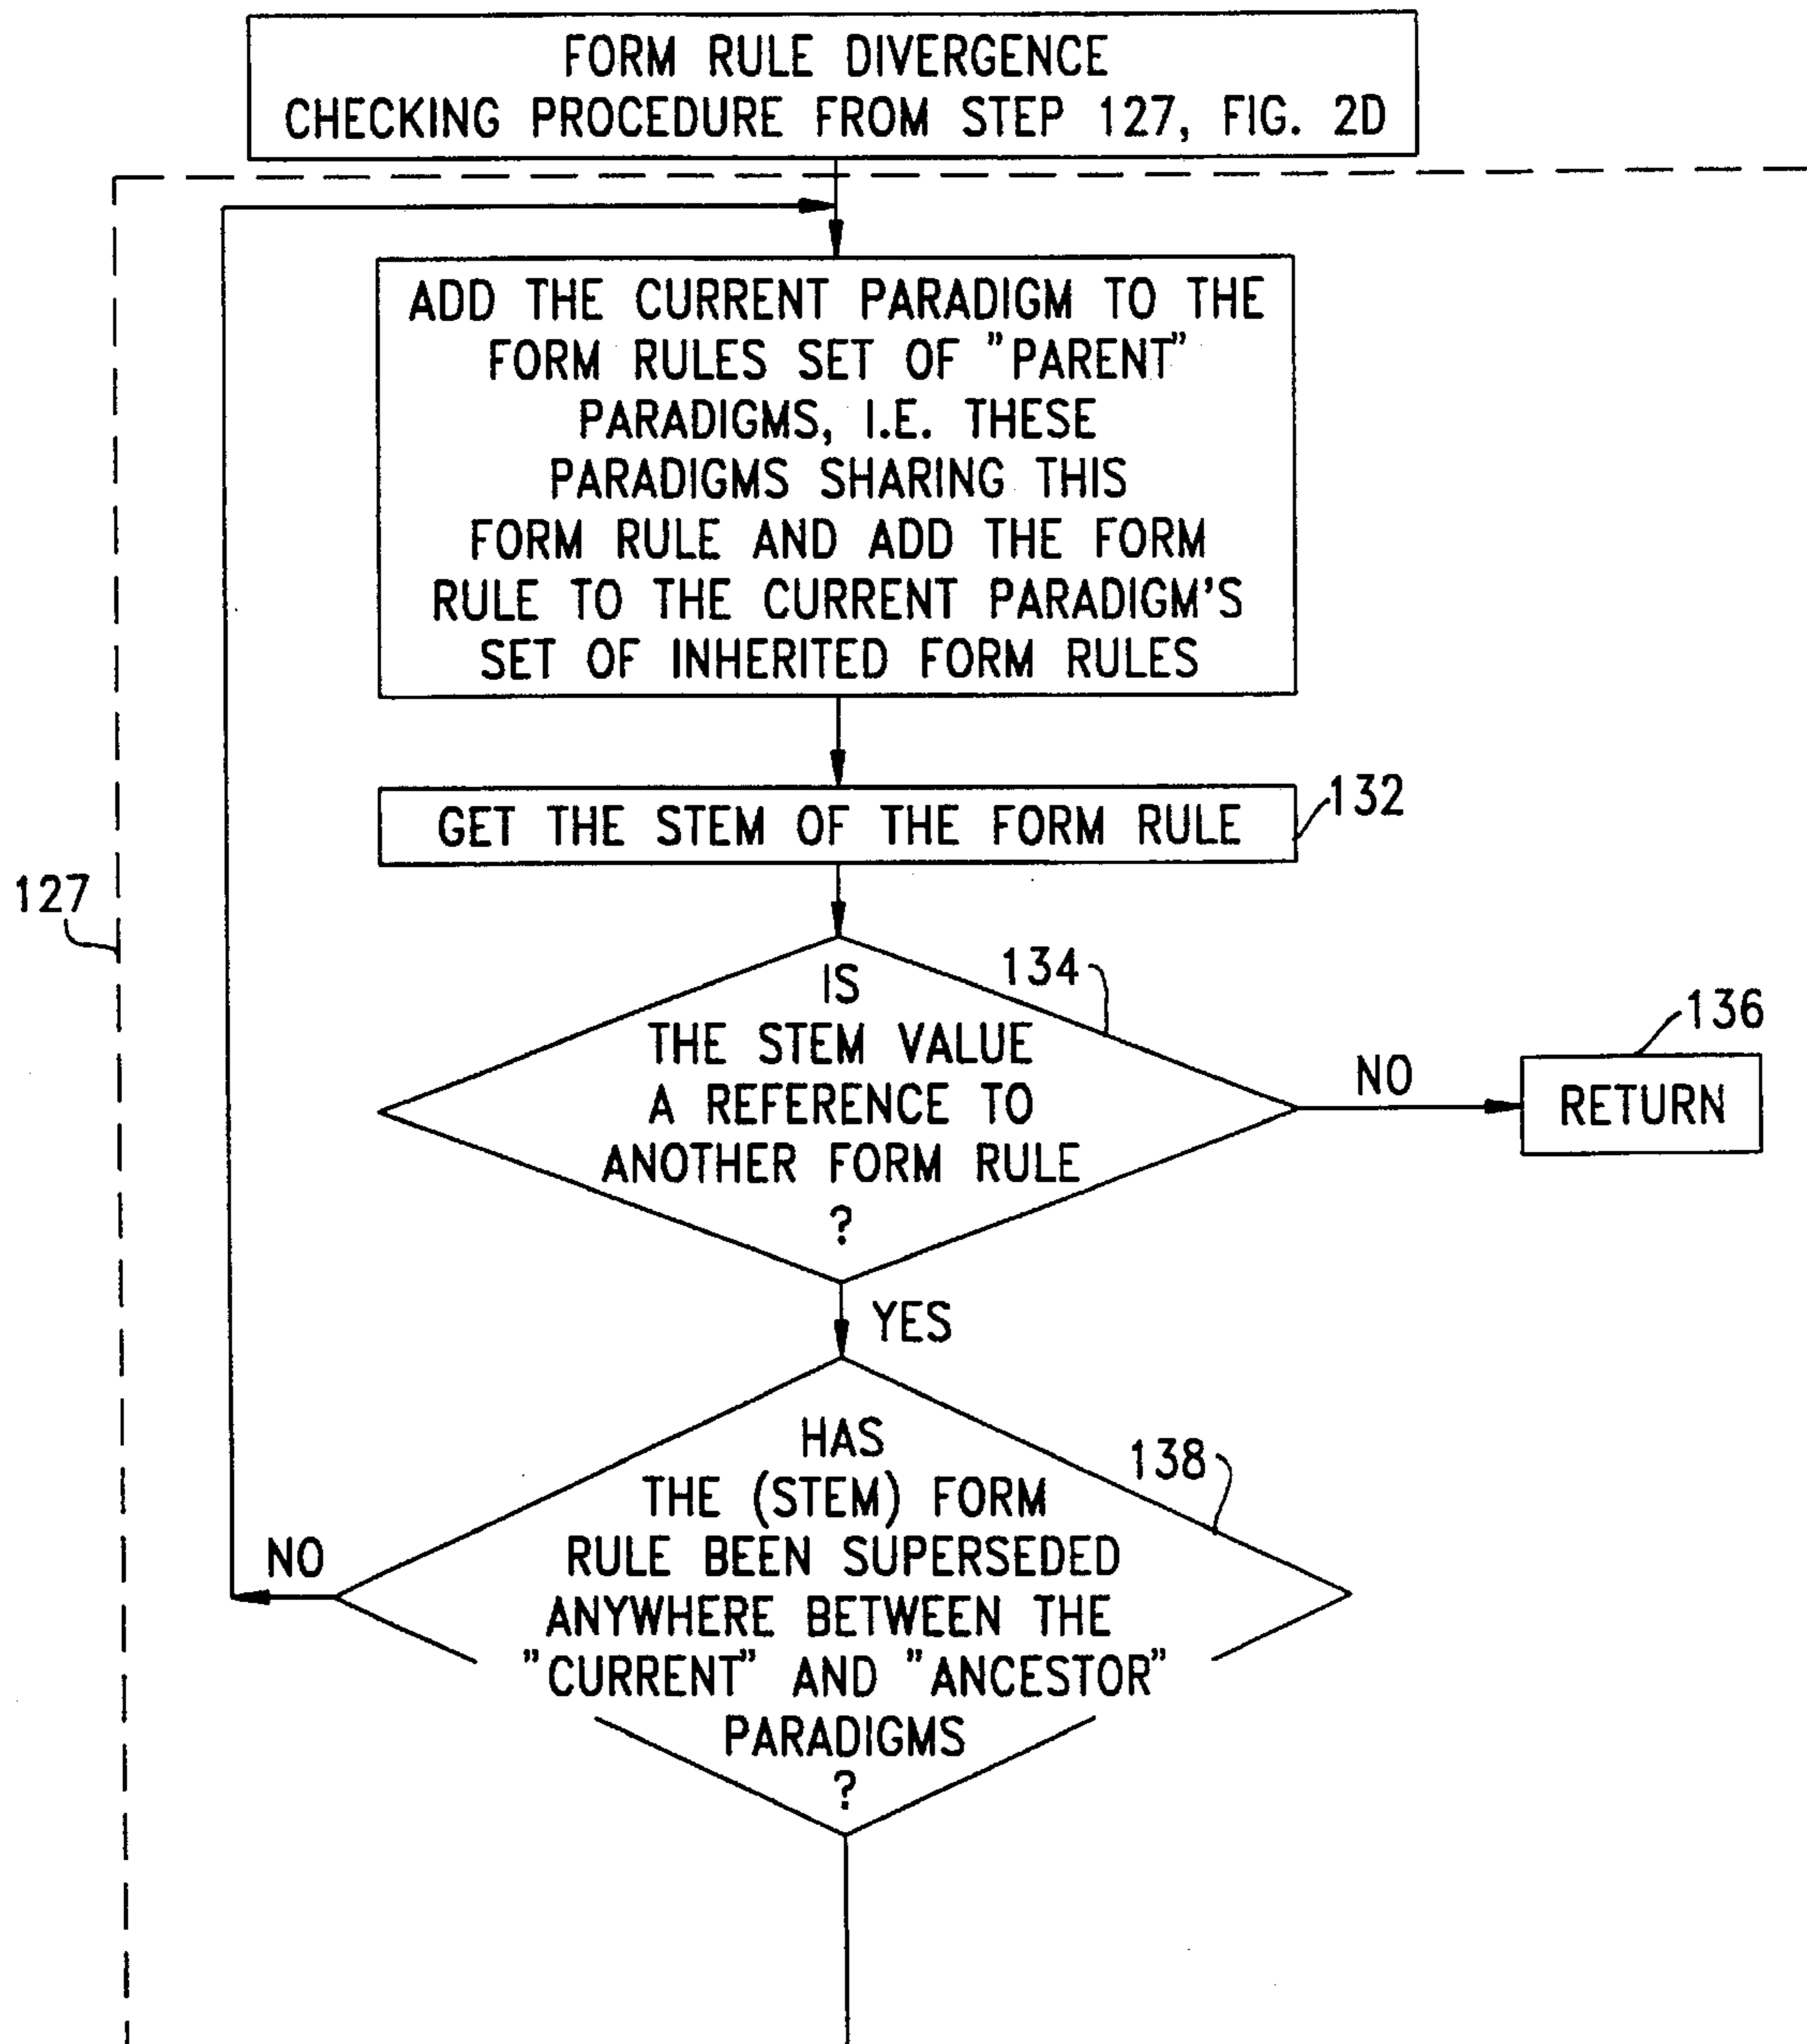 FORM RULE DIVERGENCE
CHECKING PROCEDURE FROM STEP 127, FIG. 2D
ADD THE CURRENT PARADIGM TO THE
FORM RULES SET OF "PARENT"
PARADIGMS, I.E. THESE
PARADIGMS SHARING THIS
FORM RULE AND ADD THE FORM
RULE TO THE CURRENT PARADIGM'S
SET OF INHERITED FORM RULES
GET THE STEM OF THE FORM RULE
132
127
134
IS
THE STEM VALUE
A REFERENCE TO
ANOTHER FORM RULE
?
NO
136
RETURN
YES
138
HAS
THE (STEM) FORM
RULE BEEN SUPERSEDED
ANYWHERE BETWEEN THE
"CURRENT" AND "ANCESTOR"
PARADIGMS
?
NO